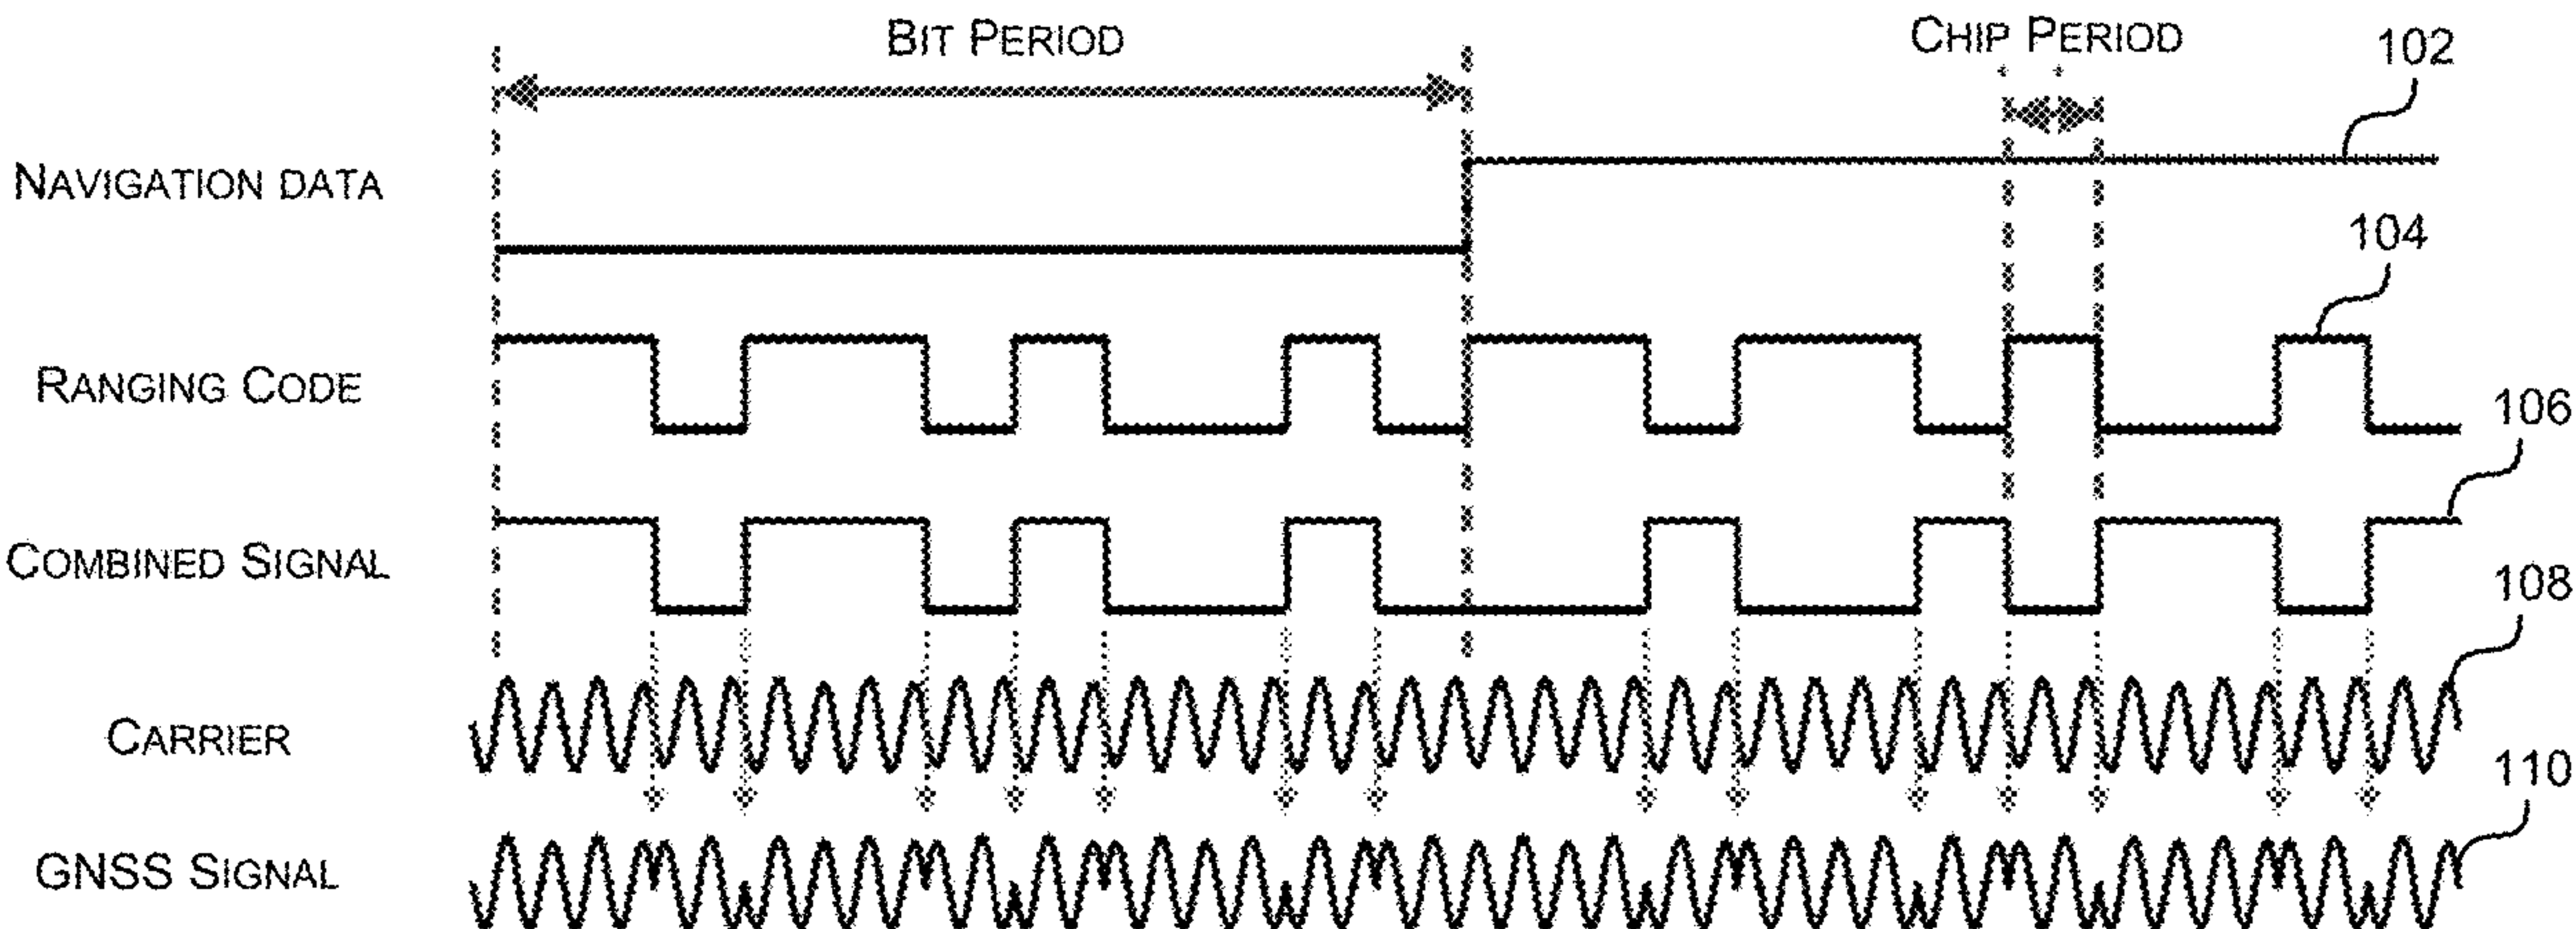 BIT PERIOD
CHIP PERIOD
102
NAVIGATION DATA
104
RANGING CODE
106
COMBINED SIGNAL
108
CARRIER
110
GNSS SIGNAL